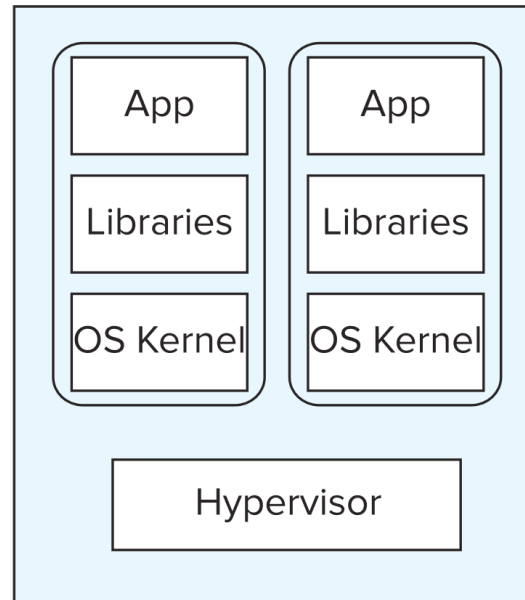 App
App
Libraries
Libraries
OS Kernel
OS Kernel
Hypervisor